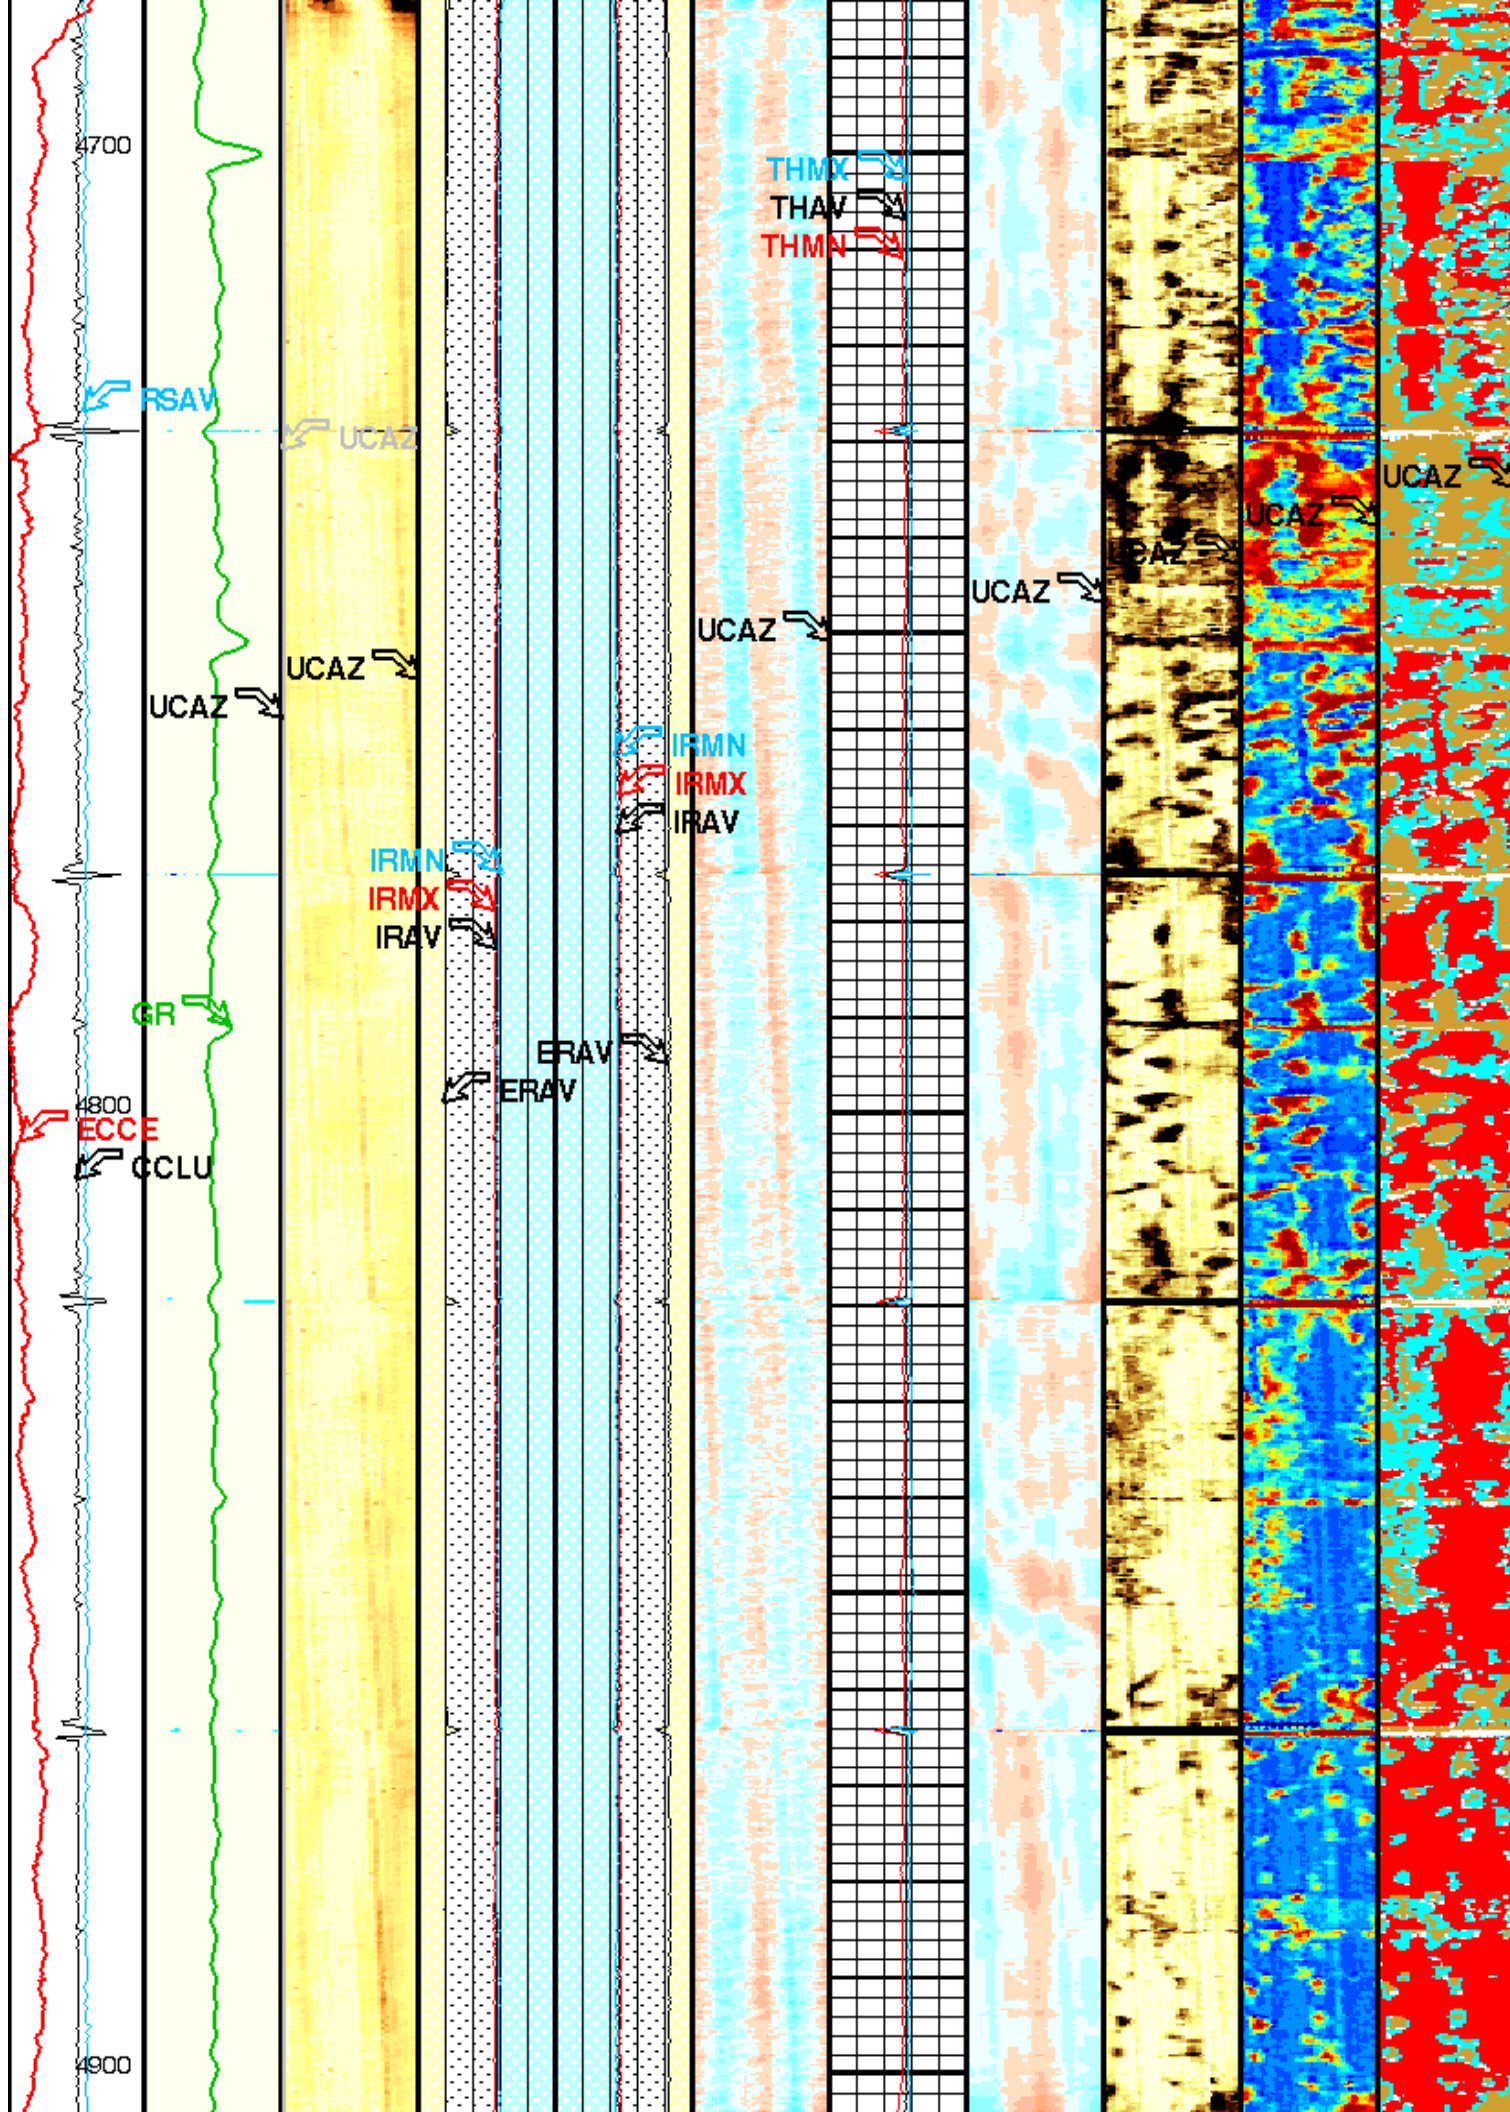 4700
THMX
THAV
THMN
RSAV
UCAZ
UCAZ
UCAZ
UCAZ
UCAZ
UCAZ
UCAZ
UCAZ
IRMN
IRMX
IRAV
IRMN
IRMX
IRAV
GR
ERAV
ERAV
4800
ECCE
CCLU
4900